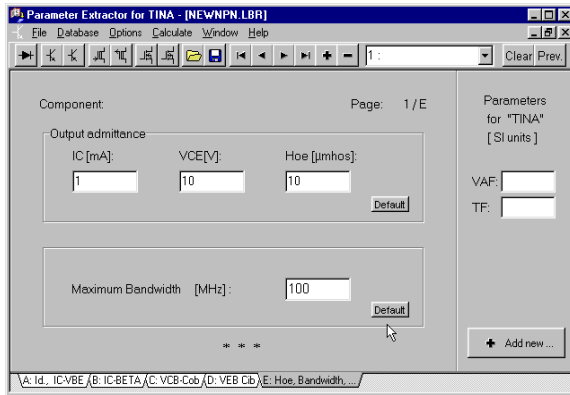 Parameter Extractor for TINA - [NEWNPN.LBR]
File Database Options Calculate Window Help
1 :
Clear Prev.
Component: Page: 1 / E
Output admittance
IC [mA]: VCE[V]: Hoe [µmhos]:
1 10 10
Default
Maximum Bandwidth [MHz] : 100
Default
* * *
Parameters
for "TINA"
[ SI units ]
VAF:
TF:
Add new ...
A: Id., IC-VBE B: IC-BETA C: VCB-Cob D: VEB Cib E: Hoe, Bandwidth, ...